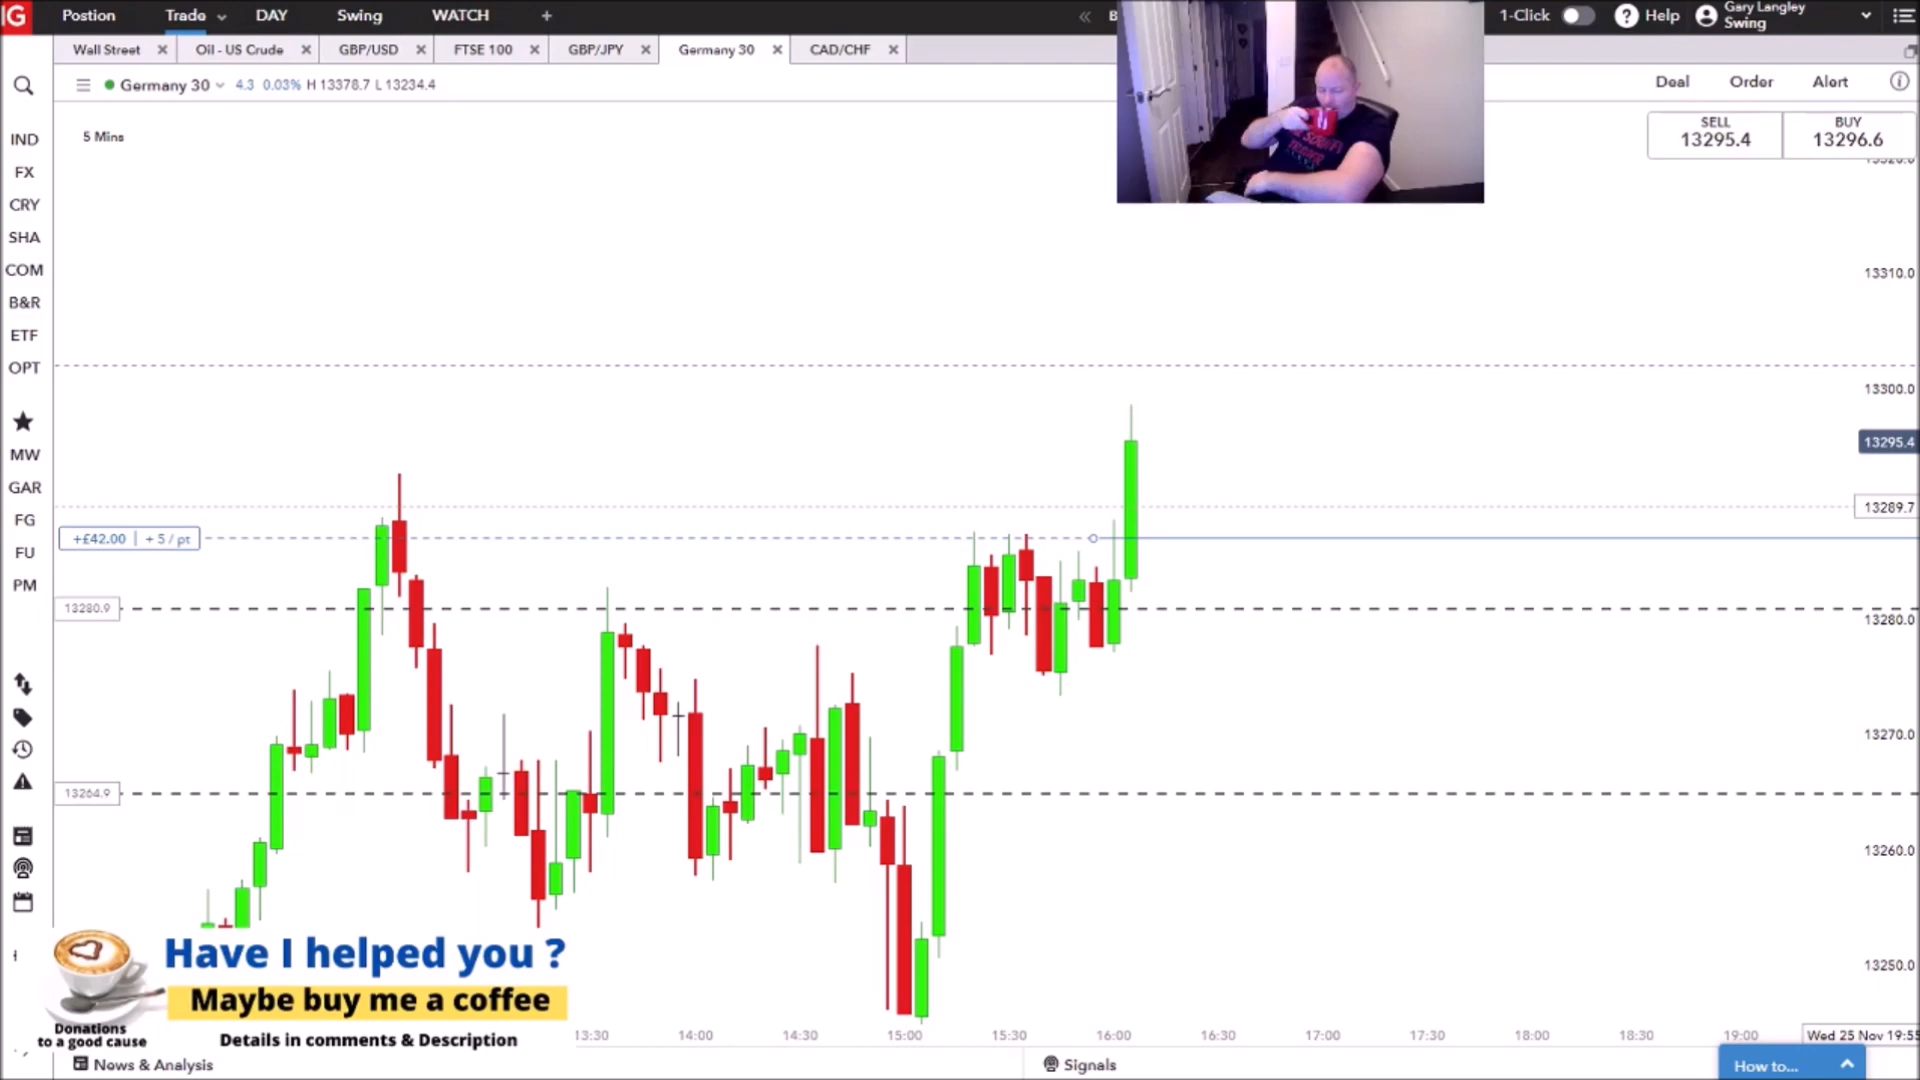 IG
Postion
Trade
DAY
Swing
WATCH
+
B
1-Click
? Help
Gary Langley
Swing
Wall Street
Oil - US Crude
GBP/USD
FTSE 100
GBP/JPY
Germany 30
CAD/CHF
Germany 30 4.3 0.03% H 13378.7 L 13234.4
Deal
Order
Alert
5 Mins
SELL
13295.4
BUY
13296.6
IND
FX
CRY
SHA
COM
B&R
ETF
OPT
MW
GAR
FG
FU
PM
13310.0
13300.0
13295.4
13289.7
+£42.00 | + 5 / pt
13280.9
13280.0
13270.0
13264.9
13260.0
13250.0
Have I helped you ?
Maybe buy me a coffee
Details in comments & Description
Donations
to a good cause
13:30
14:00
14:30
15:00
15:30
16:00
16:30
17:00
17:30
18:00
18:30
19:00
Wed 25 Nov 19:55
News & Analysis
Signals
How to...